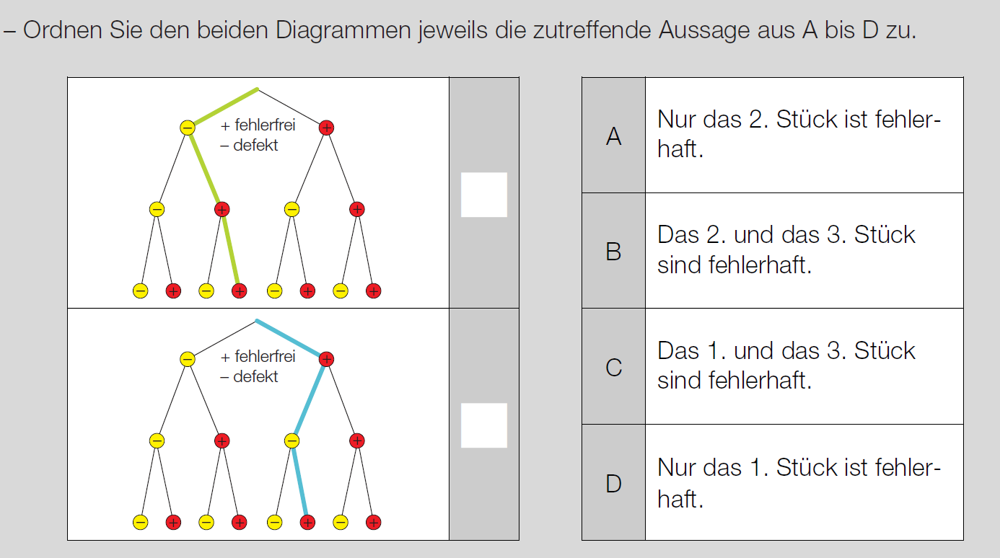 – Ordnen Sie den beiden Diagrammen jeweils die zutreffende Aussage aus A bis D zu.
+ fehlerfrei
– defekt
− +
− + − +
− + − + − + − +
+ fehlerfrei
– defekt
− +
− + − +
− + − + − + − +
A
Nur das 2. Stück ist fehler-
haft.
B
Das 2. und das 3. Stück
sind fehlerhaft.
C
Das 1. und das 3. Stück
sind fehlerhaft.
D
Nur das 1. Stück ist fehler-
haft.